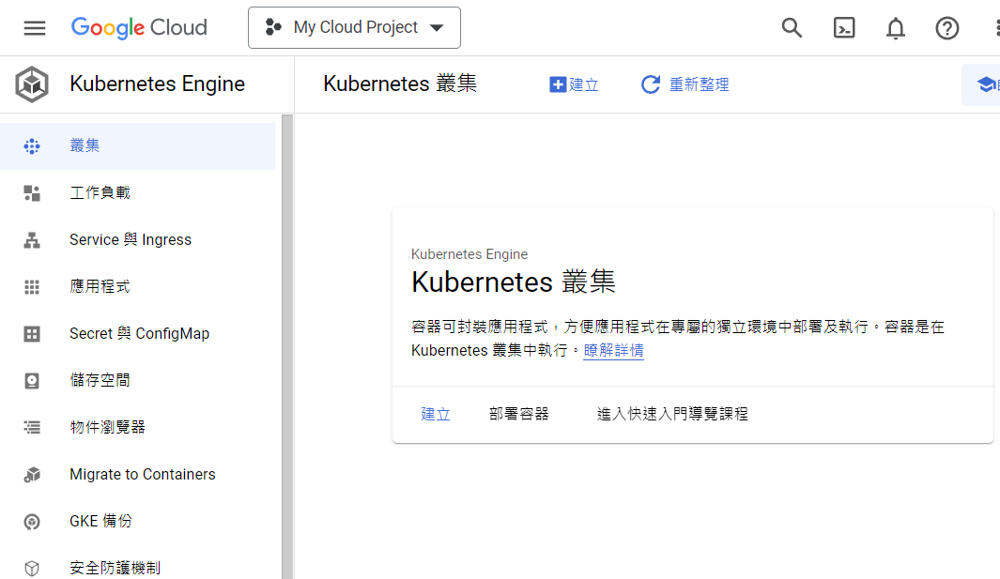 Google Cloud
My Cloud Project
Kubernetes Engine
Kubernetes 叢集
建立
重新整理
叢集
工作負載
Service 與 Ingress
應用程式
Secret 與 ConfigMap
儲存空間
物件瀏覽器
Migrate to Containers
GKE 備份
安全防護機制
Kubernetes Engine
Kubernetes 叢集
容器可封裝應用程式，方便應用程式在專屬的獨立環境中部署及執行。容器是在
Kubernetes 叢集中執行。瞭解詳情
建立
部署容器
進入快速入門導覽課程